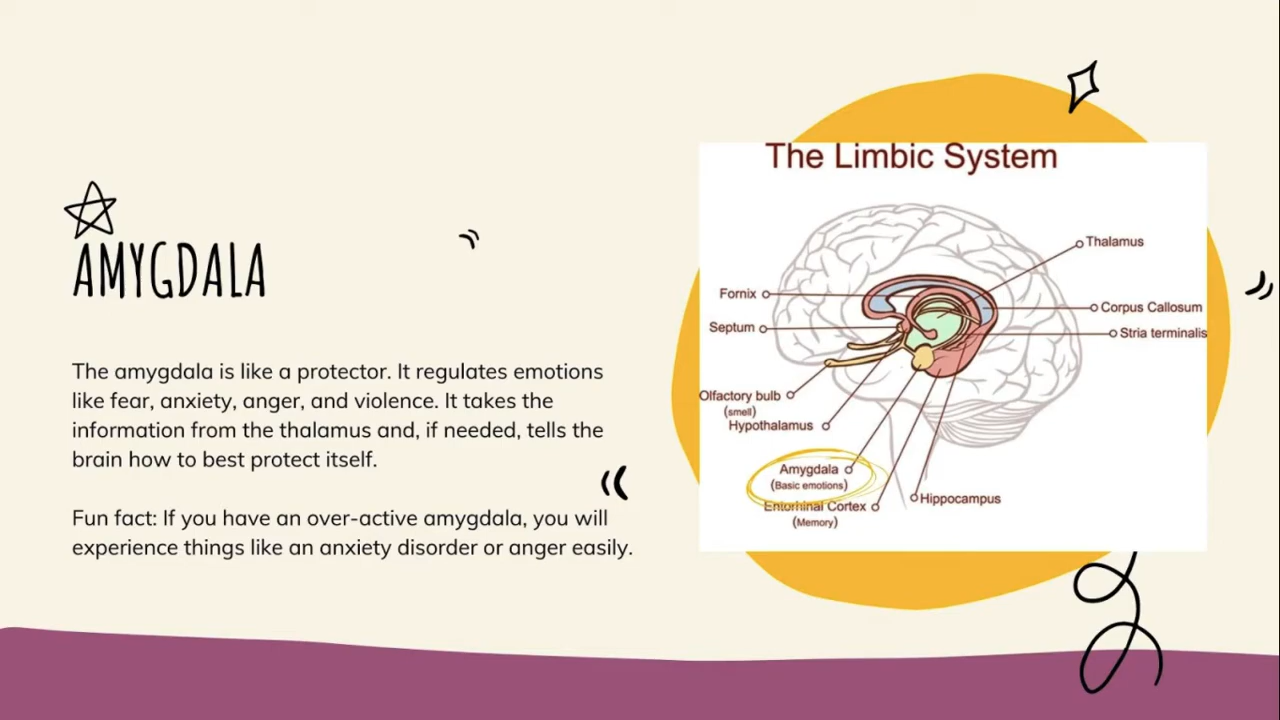 AMYGDALA
The amygdala is like a protector. It regulates emotions
like fear, anxiety, anger, and violence. It takes the
information from the thalamus and, if needed, tells the
brain how to best protect itself.
Fun fact: If you have an over-active amygdala, you will
experience things like an anxiety disorder or anger easily.
The Limbic System
Thalamus
Fornix
Corpus Callosum
Septum
Stria terminalis
Olfactory bulb
(smell)
Hypothalamus
Amygdala
(Basic emotions)
Hippocampus
Entorhinal Cortex
(Memory)